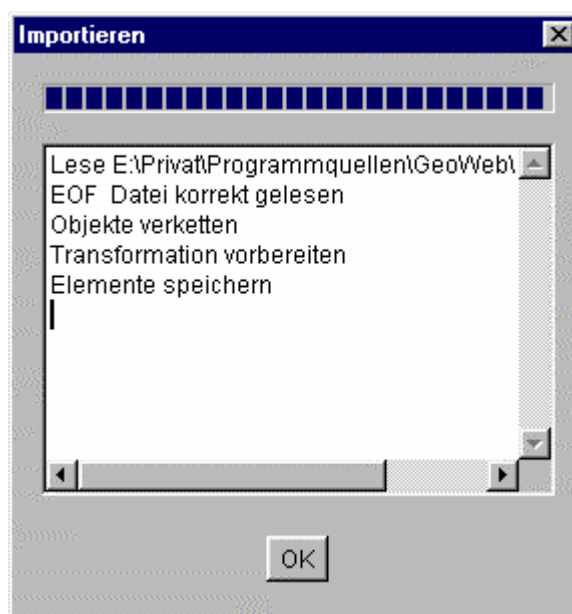 Importieren
Lese E:\Privat\Programmquellen\GeoWeb\
EOF Datei korrekt gelesen
Objekte verketten
Transformation vorbereiten
Elemente speichern
OK